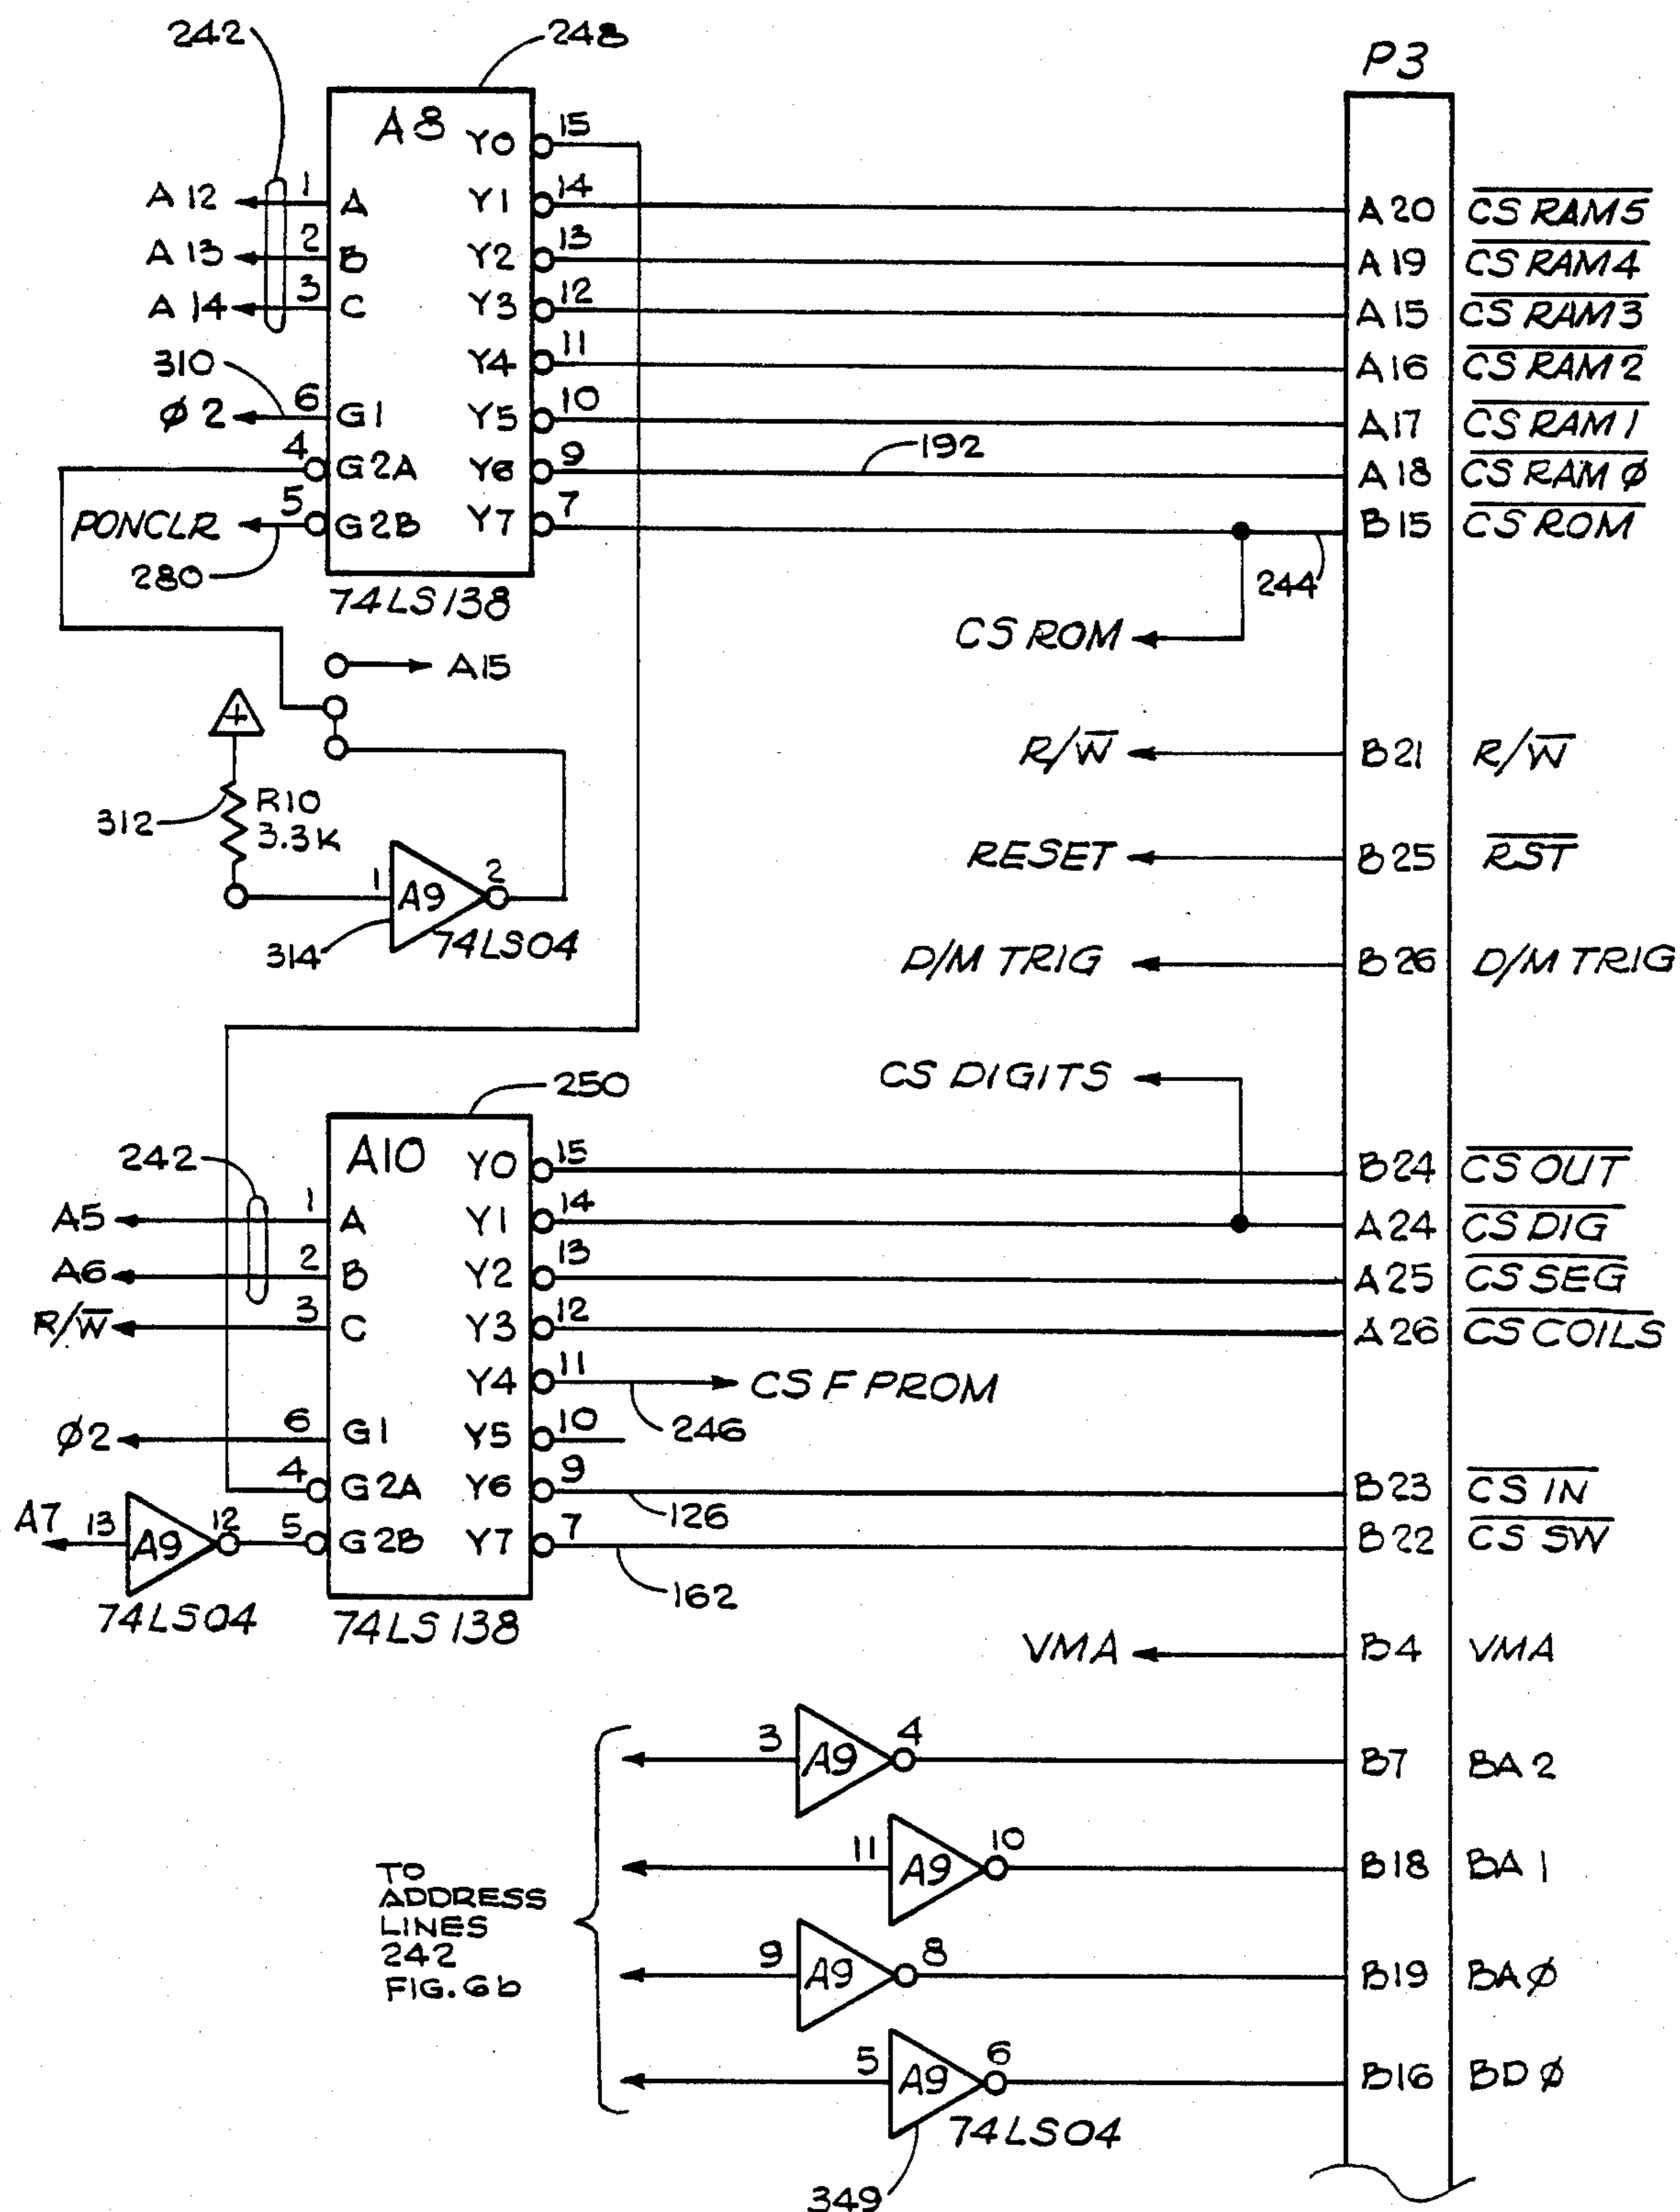 242
248
P3
A8
Y0
15
A 12
1
A
Y1
14
A20
CS RAM5
A 13
2
B
Y2
13
A19
CS RAM4
A 14
3
C
Y3
12
A15
CS RAM3
310
Y4
11
A16
CS RAM2
ø2
6
G1
Y5
10
A17
CS RAM1
4
G2A
Y6
9
192
A18
CS RAMø
PONCLR
5
G2B
Y7
7
B15
CS ROM
280
244
74LS138
CS ROM
A15
+
R/W
B21
R/W
312
R10
3.3K
RESET
B25
RST
1
A9
2
314
74LS04
D/M TRIG
B26
D/M TRIG
CS DIGITS
250
242
A10
Y0
15
B24
CS OUT
A5
1
A
Y1
14
A24
CS DIG
A6
2
B
Y2
13
A25
CS SEG
R/W
3
C
Y3
12
A26
CS COILS
Y4
11
CS F PROM
246
ø2
6
G1
Y5
10
4
G2A
Y6
9
126
B23
CS IN
A7
13
A9
12
5
G2B
Y7
7
162
B22
CS SW
74LS04
74LS138
VMA
B4
VMA
3
A9
4
B7
BA2
11
A9
10
B18
BA1
TO
ADDRESS
LINES
242
FIG.6b
9
A9
8
B19
BAø
5
A9
6
B16
BDø
74LS04
349